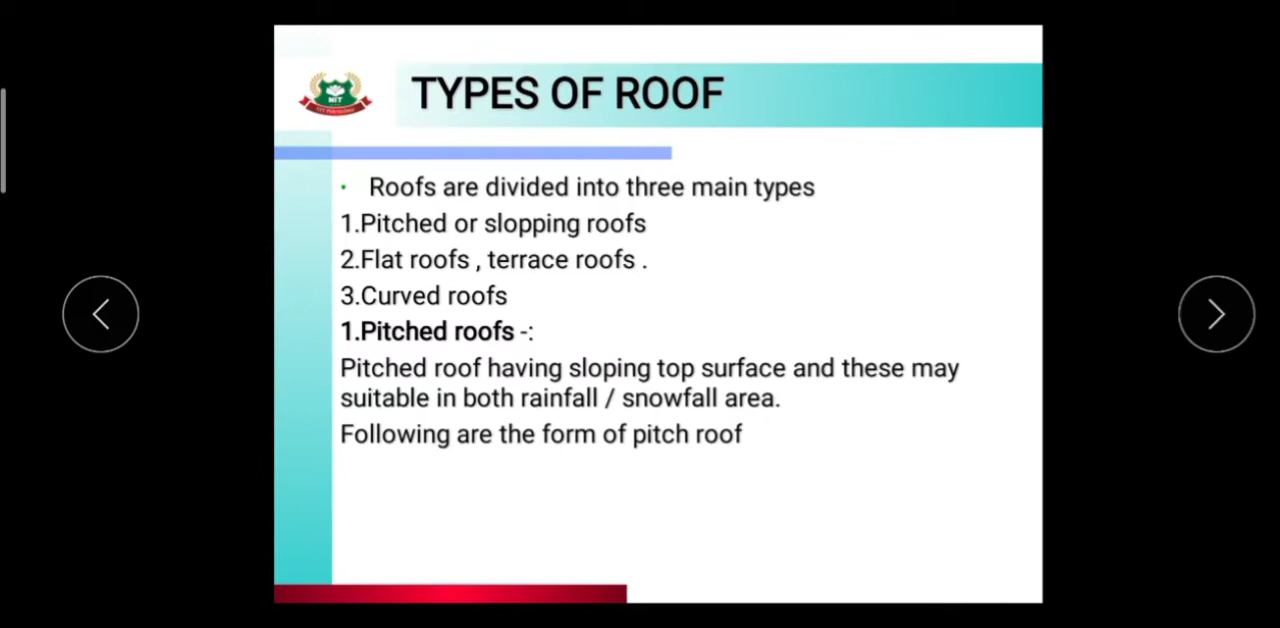 NIT
TYPES OF ROOF
• Roofs are divided into three main types
1.Pitched or slopping roofs
2.Flat roofs , terrace roofs .
3.Curved roofs
1.Pitched roofs -:
Pitched roof having sloping top surface and these may
suitable in both rainfall / snowfall area.
Following are the form of pitch roof